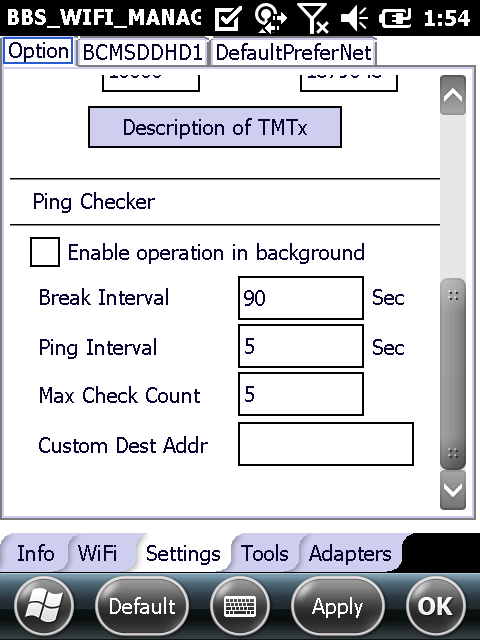 BBS_WIFI_MANAG 1:54
Option BCMSDDHD1 DefaultPreferNet
Description of TMTx
Ping Checker
Enable operation in background
Break Interval 90 Sec
Ping Interval 5 Sec
Max Check Count 5
Custom Dest Addr
Info WiFi Settings Tools Adapters
Default Apply OK